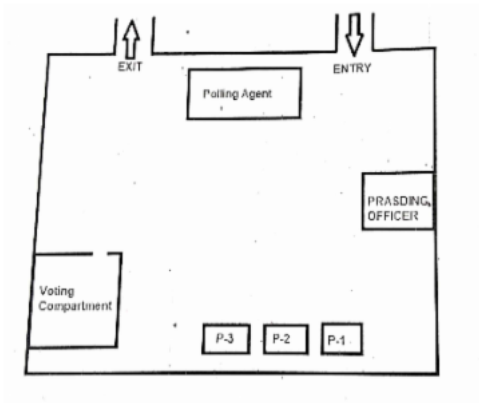 EXIT
ENTRY
Polling Agent
PRASDING
OFFICER
Voting
Compartment
P-3
P-2
P-1